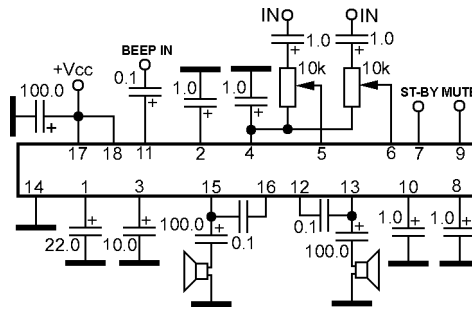 IN IN
1.0 1.0
+Vcc BEEP IN
100.0 0.1 1.0 1.0 10k 10k ST-BY MUTE
17 18 11 2 4 5 6 7 9
14 1 3 15 16 12 13 10 8
22.0 10.0 100.0 0.1 0.1 100.0 1.0 1.0